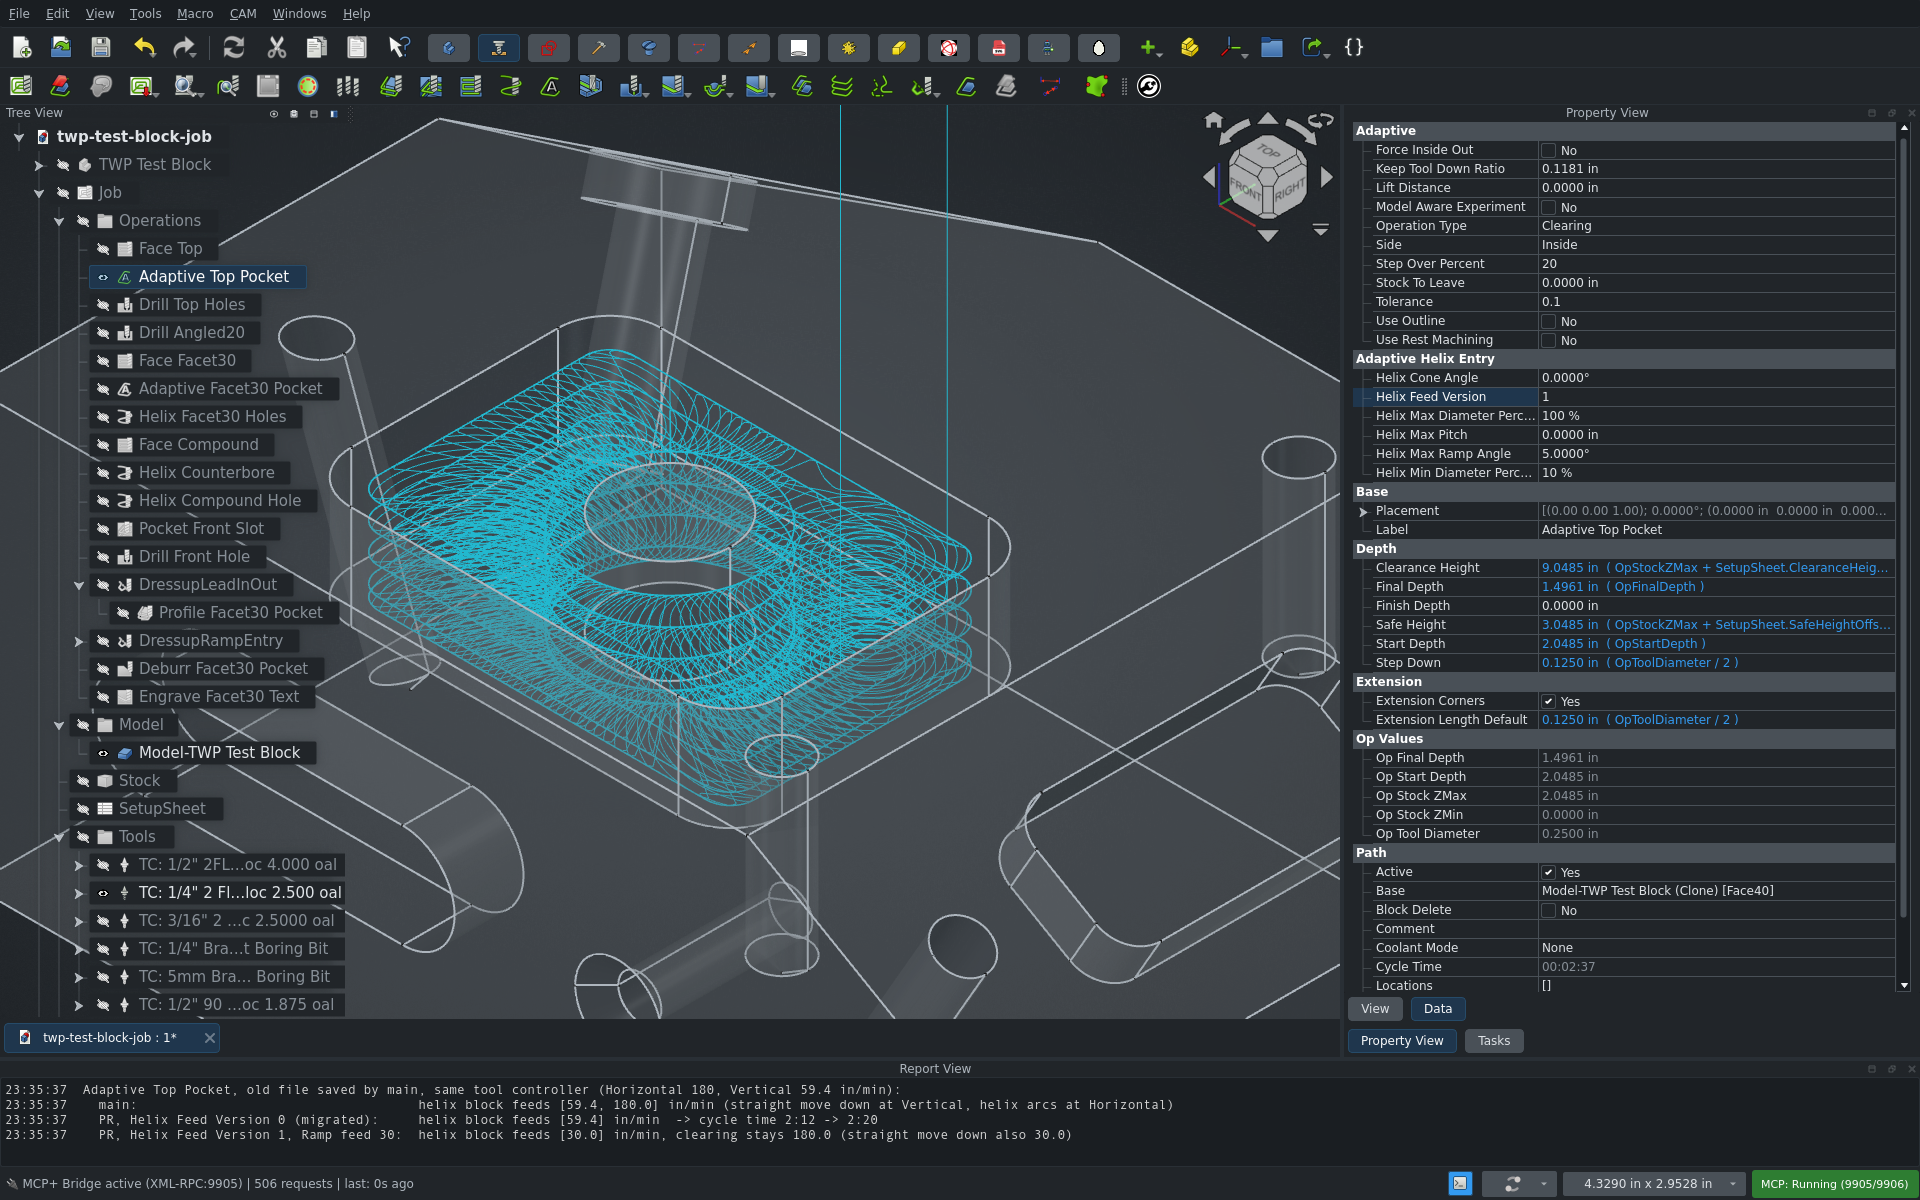 File Edit View Tools Macro CAM Windows Help
Tree View
Property View
twp-test-block-job
TWP Test Block
Job
Operations
Face Top
Adaptive Top Pocket
Drill Top Holes
Drill Angled20
Face Facet30
Adaptive Facet30 Pocket
Helix Facet30 Holes
Face Compound
Helix Counterbore
Helix Compound Hole
Pocket Front Slot
Drill Front Hole
DressupLeadInOut
Profile Facet30 Pocket
DressupRampEntry
Deburr Facet30 Pocket
Engrave Facet30 Text
Model
Model-TWP Test Block
Stock
SetupSheet
Tools
TC: 1/2" 2FL...oc 4.000 oal
TC: 1/4" 2 Fl...loc 2.500 oal
TC: 3/16" 2 ...c 2.5000 oal
TC: 1/4" Bra...t Boring Bit
TC: 5mm Bra... Boring Bit
TC: 1/2" 90 ...oc 1.875 oal
TOP
FRONT
RIGHT
Adaptive
Force Inside Out No
Keep Tool Down Ratio 0.1181 in
Lift Distance 0.0000 in
Model Aware Experiment No
Operation Type Clearing
Side Inside
Step Over Percent 20
Stock To Leave 0.0000 in
Tolerance 0.1
Use Outline No
Use Rest Machining No
Adaptive Helix Entry
Helix Cone Angle 0.0000°
Helix Feed Version 1
Helix Max Diameter Perc... 100 %
Helix Max Pitch 0.0000 in
Helix Max Ramp Angle 5.0000°
Helix Min Diameter Perc... 10 %
Base
Placement [(0.00 0.00 1.00); 0.0000°; (0.0000 in 0.0000 in 0.000...
Label Adaptive Top Pocket
Depth
Clearance Height 9.0485 in ( OpStockZMax + SetupSheet.ClearanceHeig...
Final Depth 1.4961 in ( OpFinalDepth )
Finish Depth 0.0000 in
Safe Height 3.0485 in ( OpStockZMax + SetupSheet.SafeHeightOffs...
Start Depth 2.0485 in ( OpStartDepth )
Step Down 0.1250 in ( OpToolDiameter / 2 )
Extension
Extension Corners Yes
Extension Length Default 0.1250 in ( OpToolDiameter / 2 )
Op Values
Op Final Depth 1.4961 in
Op Start Depth 2.0485 in
Op Stock ZMax 2.0485 in
Op Stock ZMin 0.0000 in
Op Tool Diameter 0.2500 in
Path
Active Yes
Base Model-TWP Test Block (Clone) [Face40]
Block Delete No
Comment
Coolant Mode None
Cycle Time 00:02:37
Locations []
View Data
Property View Tasks
twp-test-block-job : 1*
Report View
23:35:37 Adaptive Top Pocket, old file saved by main, same tool controller (Horizontal 180, Vertical 59.4 in/min):
23:35:37 main: helix block feeds [59.4, 180.0] in/min (straight move down at Vertical, helix arcs at Horizontal)
23:35:37 PR, Helix Feed Version 0 (migrated): helix block feeds [59.4] in/min -> cycle time 2:12 -> 2:20
23:35:37 PR, Helix Feed Version 1, Ramp feed 30: helix block feeds [30.0] in/min, clearing stays 180.0 (straight move down also 30.0)
MCP+ Bridge active (XML-RPC:9905) | 506 requests | last: 0s ago
4.3290 in x 2.9528 in
MCP: Running (9905/9906)